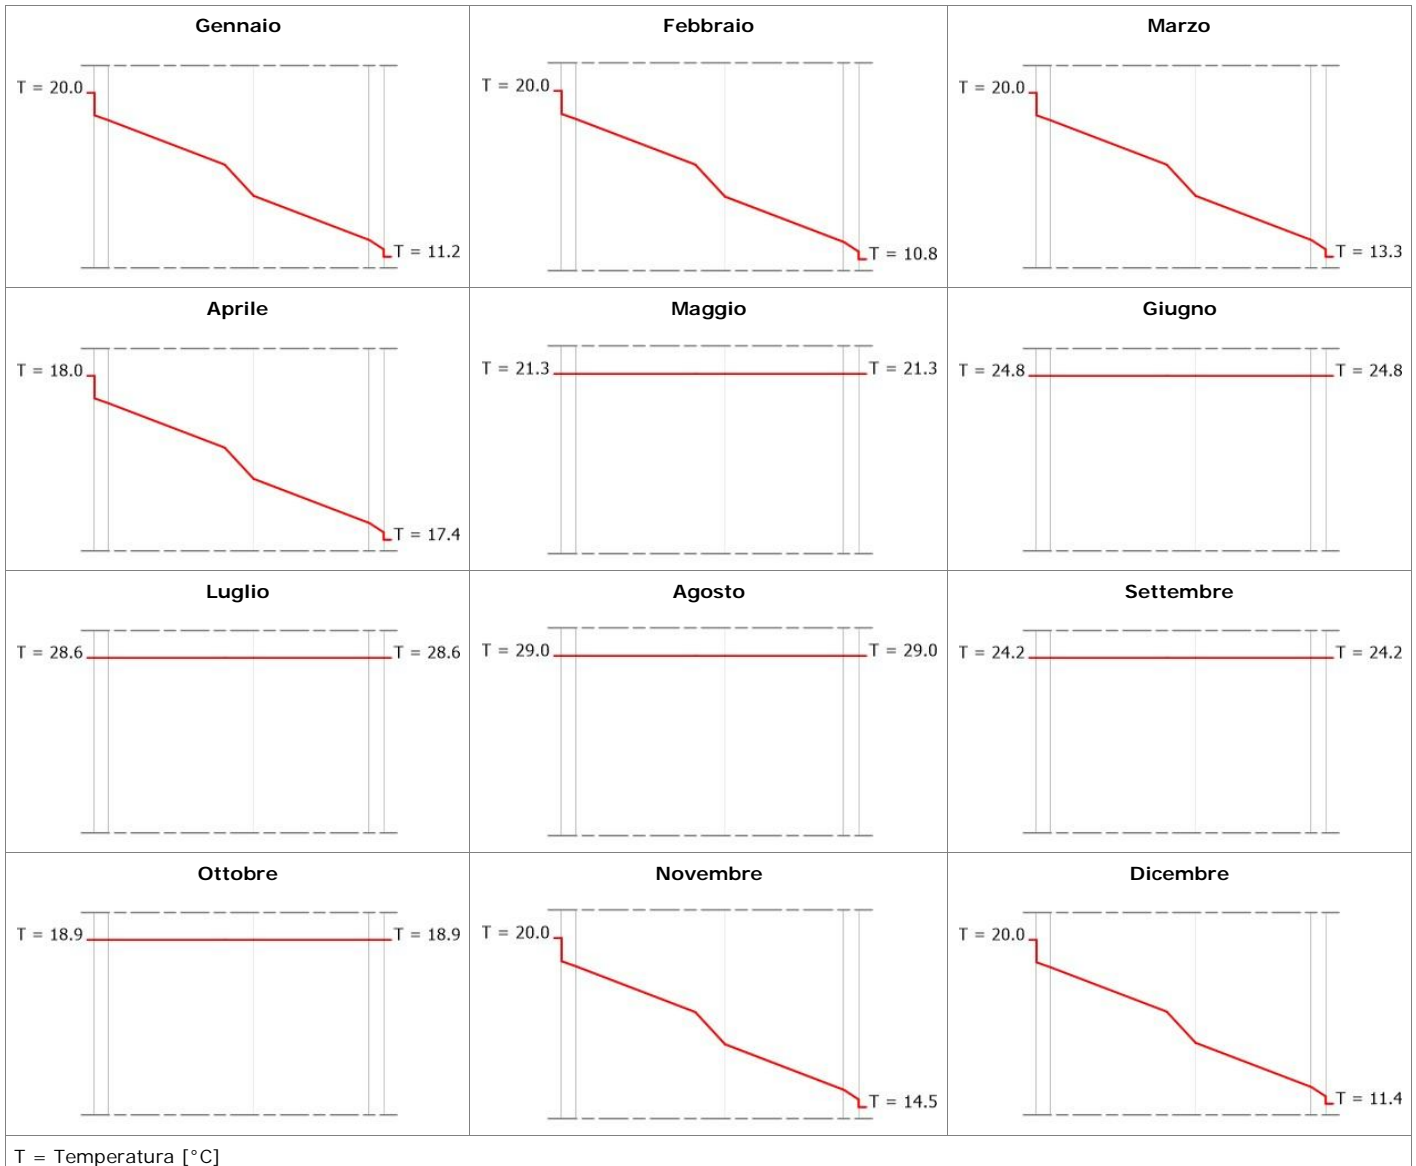 Gennaio
T = 20.0
T = 11.2
Febbraio
T = 20.0
T = 10.8
Marzo
T = 20.0
T = 13.3
Aprile
T = 18.0
T = 17.4
Maggio
T = 21.3
T = 21.3
Giugno
T = 24.8
T = 24.8
Luglio
T = 28.6
T = 28.6
Agosto
T = 29.0
T = 29.0
Settembre
T = 24.2
T = 24.2
Ottobre
T = 18.9
T = 18.9
Novembre
T = 20.0
T = 14.5
Dicembre
T = 20.0
T = 11.4
T = Temperatura [°C]